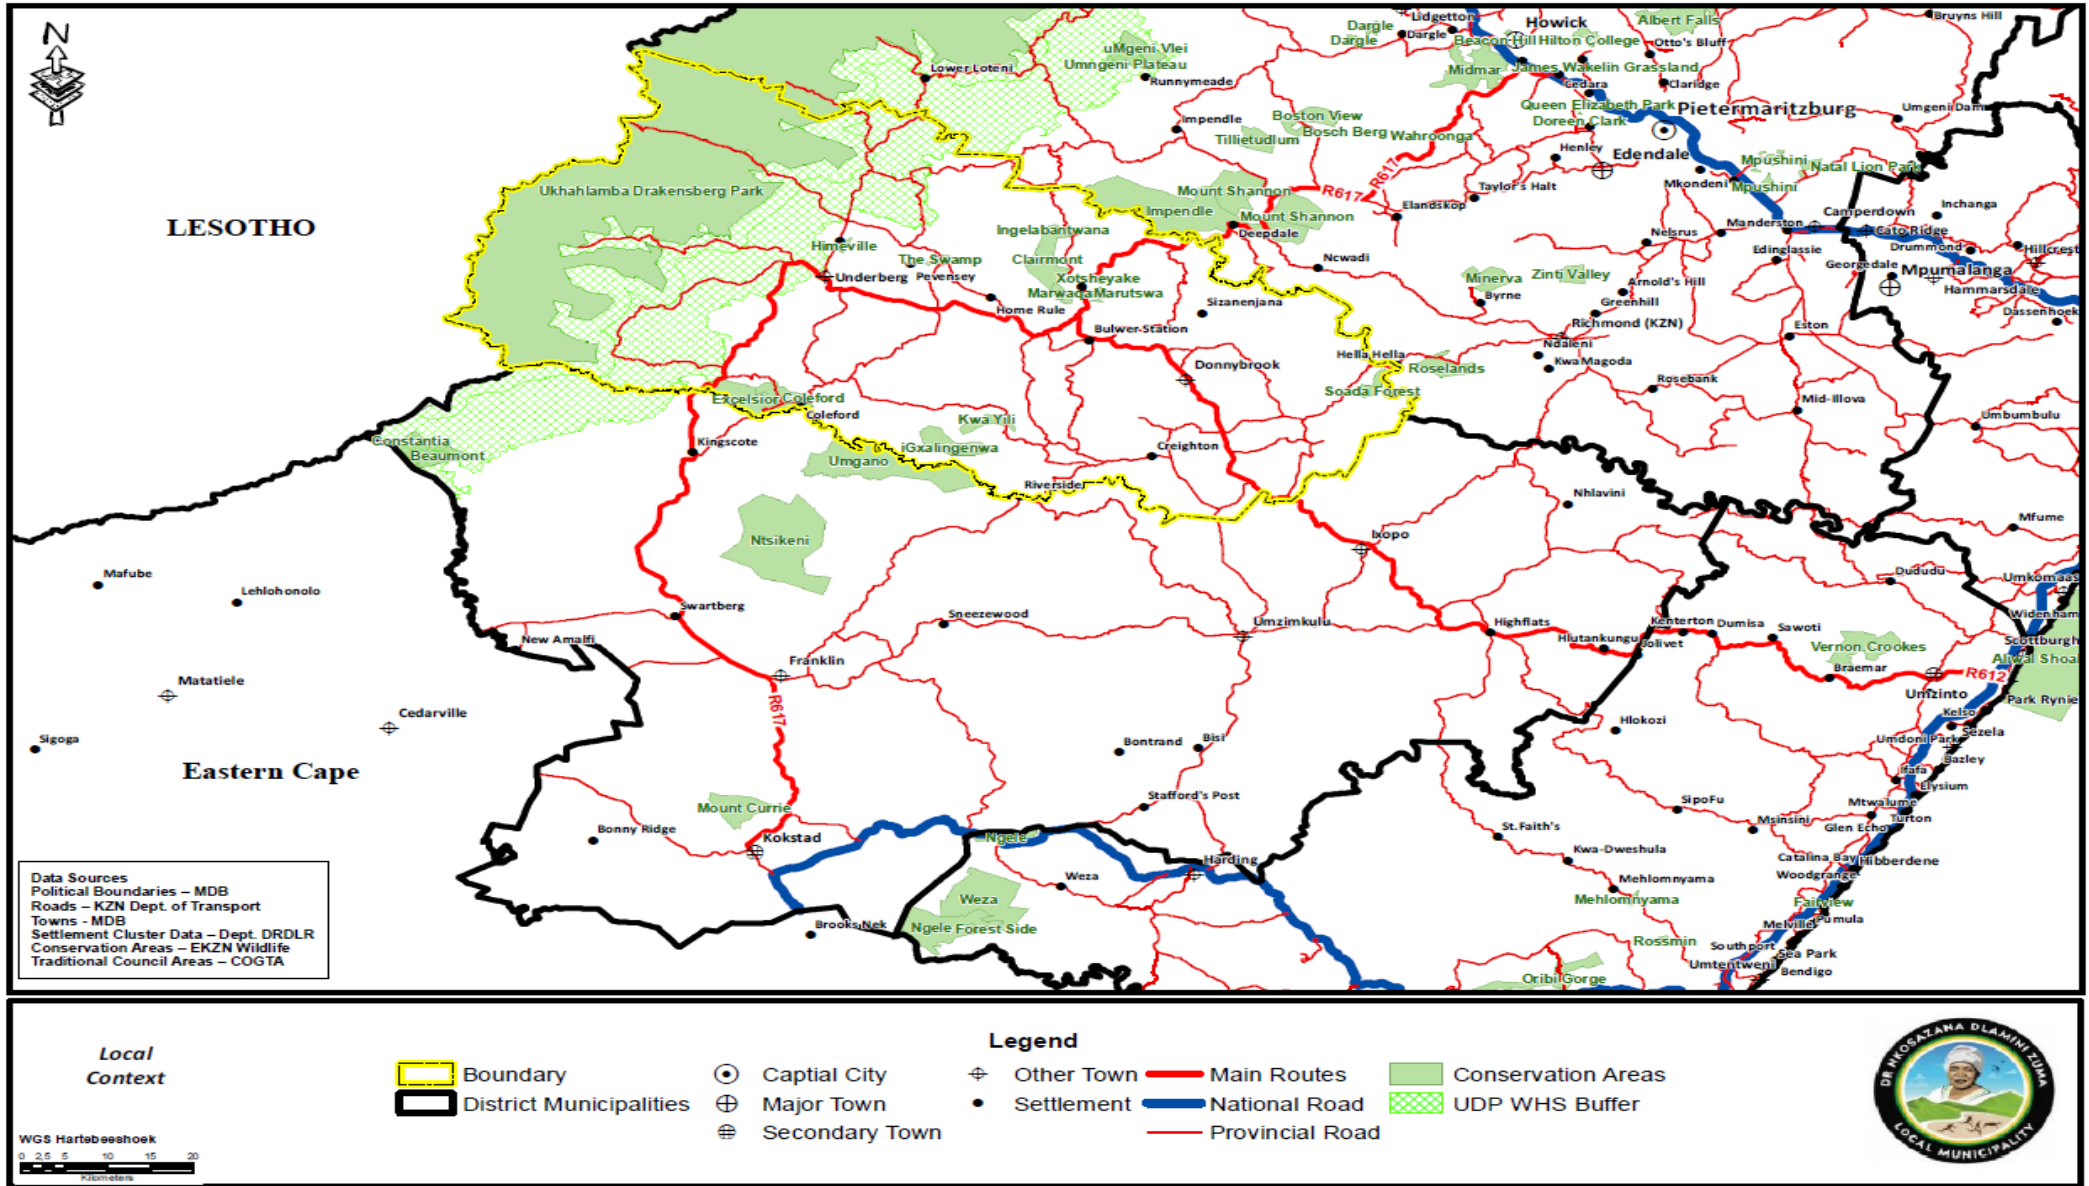 N
LESOTHO
Eastern Cape
Lower Loteni
uMgeni Vlei
Umngeni Plateau
Runnymeade
Dargle
Dargle
Lidgetton
Dargle
Howick
Beacon Hill
Hilton College
Albert Falls
Otto's Bluff
Bruyns Hill
Midmar
James Wakelin Grassland
Cedara
Claridge
Queen Elizabeth Park
Pietermaritzburg
Umgeni Dam
Doreen Clark
Impendle
Boston View
Bosch Berg
Wahroonga
Tillietudlum
Henley
Edendale
Mpushini
Natal Lion Park
Mkondeni
Mpushini
Ukhahlamba Drakensberg Park
Mount Shannon
R617
R617
Taylor's Halt
Impendle
Mount Shannon
Elandskop
Camperdown
Inchanga
Deepdale
Manderston
Cato Ridge
Nelsrus
Ingelabantwana
Himeville
The Swamp
Clairmont
Ncwadi
Edinglassie
Drummond
Hillcrest
Georgedale
Mpumalanga
Underberg
Pevensey
Xotsheyake
Marwaqa
Marutswa
Minerva
Zinti Valley
Arnold's Hill
Hammarsdale
Byrne
Greenhill
Sizanenjana
Home Rule
Dassenhoek
Bulwer-Station
Richmond (KZN)
Eston
Ndaleni
Hella Hella
KwaMagoda
Donnybrook
Roselands
Rosebank
Soada Forest
Excelsior
Coleford
Coleford
Mid-Illova
Kwa Yili
Umbumbulu
Constantia
Beaumont
Kingscote
iGxalingenwa
Creighton
Umgano
Riverside
Nhlavini
Mfume
Ntsikeni
Ixopo
Mafube
Lehlohonolo
Dududu
Umkomaas
Swartberg
Sneezewood
Umzimkulu
Widenham
New Amalfi
Highflats
Kenterton
Dumisa
Sawoti
Hlutankungu
Jolivet
Vernon Crookes
Scottburgh
Aliwal Shoal
Braemar
R612
Franklin
Matatiele
R617
Umzinto
Park Rynie
Cedarville
Hlokozi
Kelso
Sezela
Sigoga
Bontrand
Bisi
Umdoni Park
Bazley
Ifafa
Elysium
Mount Currie
Stafford's Post
SipoFu
Mtwalume
Turton
Bonny Ridge
Kokstad
Ngele
St.Faith's
Msinsini
Glen Echo
Harding
Kwa-Dweshula
Catalina Bay
Hibberdene
Woodgrange
Weza
Mehlomnyama
Mehlomnyama
Weza
Fairview
Pumula
Melville
Brooks Nek
Ngele
Forest Side
Rossmin
Southport
Sea Park
Umtentweni
Bendigo
Oribi Gorge
Data Sources
Political Boundaries – MDB
Roads – KZN Dept. of Transport
Towns - MDB
Settlement Cluster Data – Dept. DRDLR
Conservation Areas – EKZN Wildlife
Traditional Council Areas – COGTA
Local
Context
WGS Hartebeeshoek
0 2,5 5 10 15 20
Kilometers
Legend
Boundary
District Municipalities
Captial City
Major Town
Secondary Town
Other Town
Settlement
Main Routes
National Road
Provincial Road
Conservation Areas
UDP WHS Buffer
DR NKOSAZANA DLAMINI ZUMA
LOCAL MUNICIPALITY